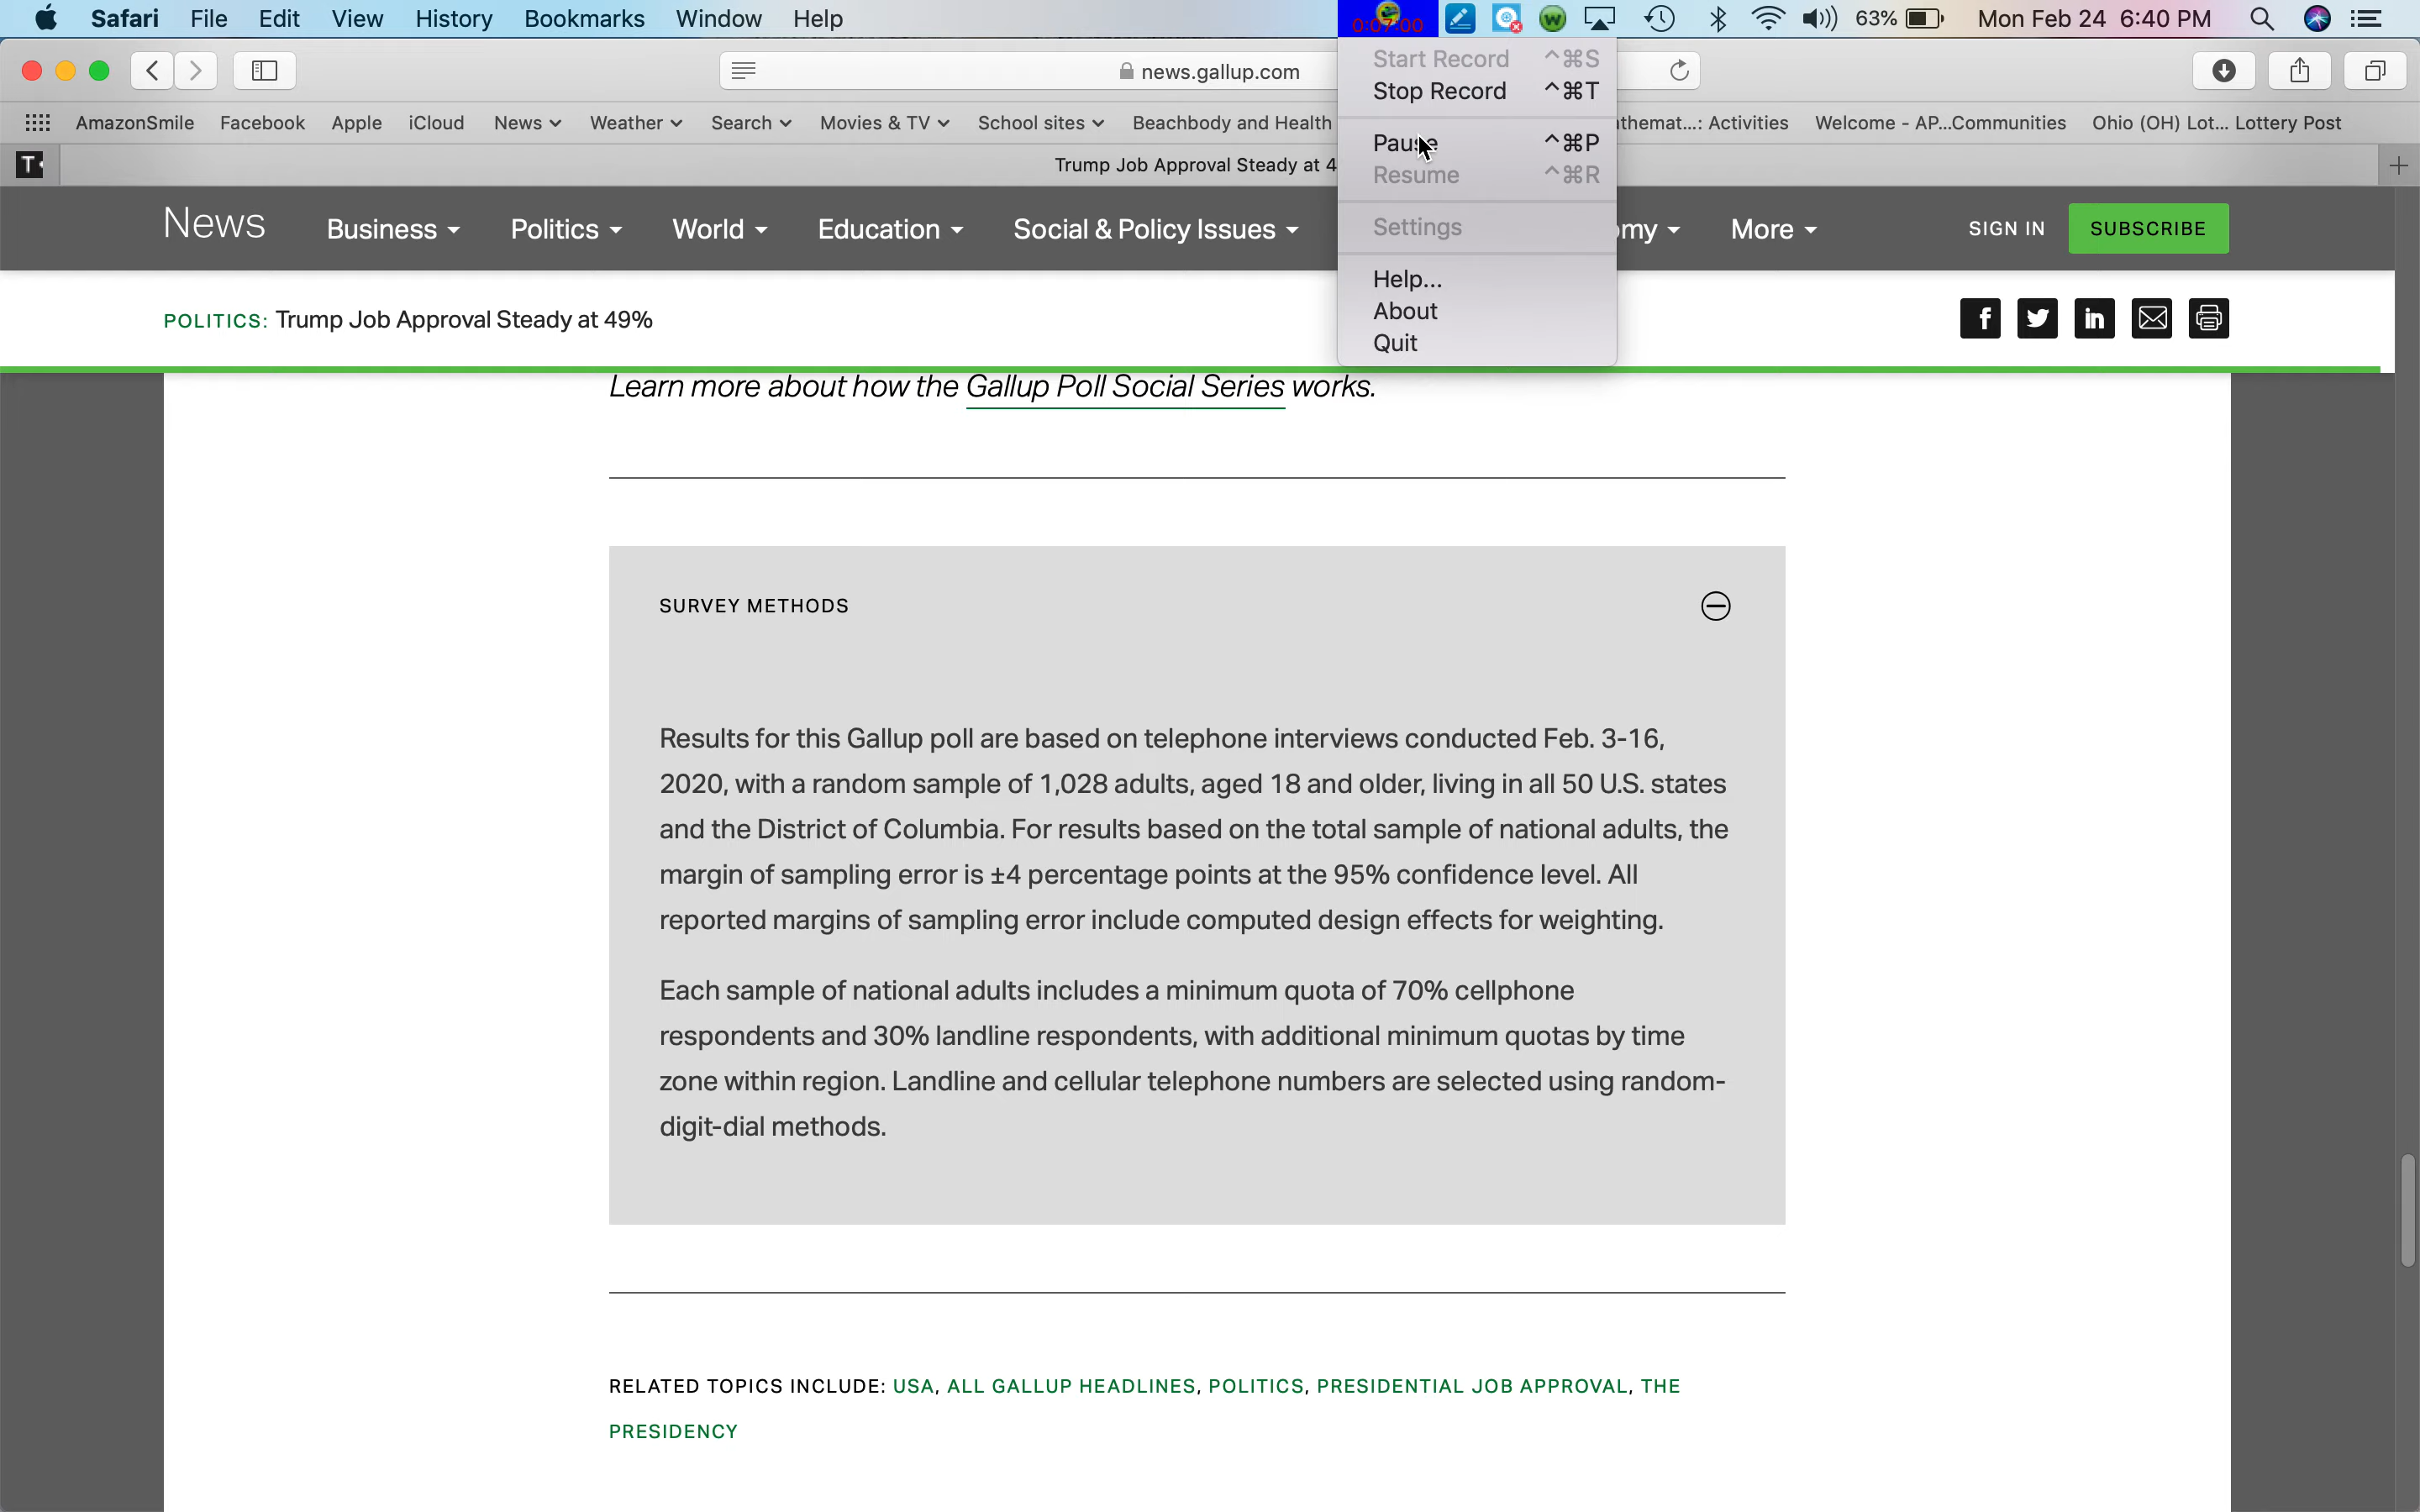 Safari File Edit View History Bookmarks Window Help 0:07:00 63% Mon Feb 24 6:40 PM
Start Record ^⌘S
news.gallup.com
Stop Record ^⌘T
AmazonSmile Facebook Apple iCloud News Weather Search Movies & TV School sites Beachbody and Health themat...: Activities Welcome - AP...Communities Ohio (OH) Lot... Lottery Post
Pause ^⌘P
T Trump Job Approval Steady at 4
Resume ^⌘R
News Business Politics World Education Social & Policy Issues omy More SIGN IN SUBSCRIBE
Settings
Help...
About
Quit
POLITICS: Trump Job Approval Steady at 49%
Learn more about how the Gallup Poll Social Series works.
SURVEY METHODS
Results for this Gallup poll are based on telephone interviews conducted Feb. 3-16,
2020, with a random sample of 1,028 adults, aged 18 and older, living in all 50 U.S. states
and the District of Columbia. For results based on the total sample of national adults, the
margin of sampling error is ±4 percentage points at the 95% confidence level. All
reported margins of sampling error include computed design effects for weighting.
Each sample of national adults includes a minimum quota of 70% cellphone
respondents and 30% landline respondents, with additional minimum quotas by time
zone within region. Landline and cellular telephone numbers are selected using random-
digit-dial methods.
RELATED TOPICS INCLUDE: USA, ALL GALLUP HEADLINES, POLITICS, PRESIDENTIAL JOB APPROVAL, THE
PRESIDENCY